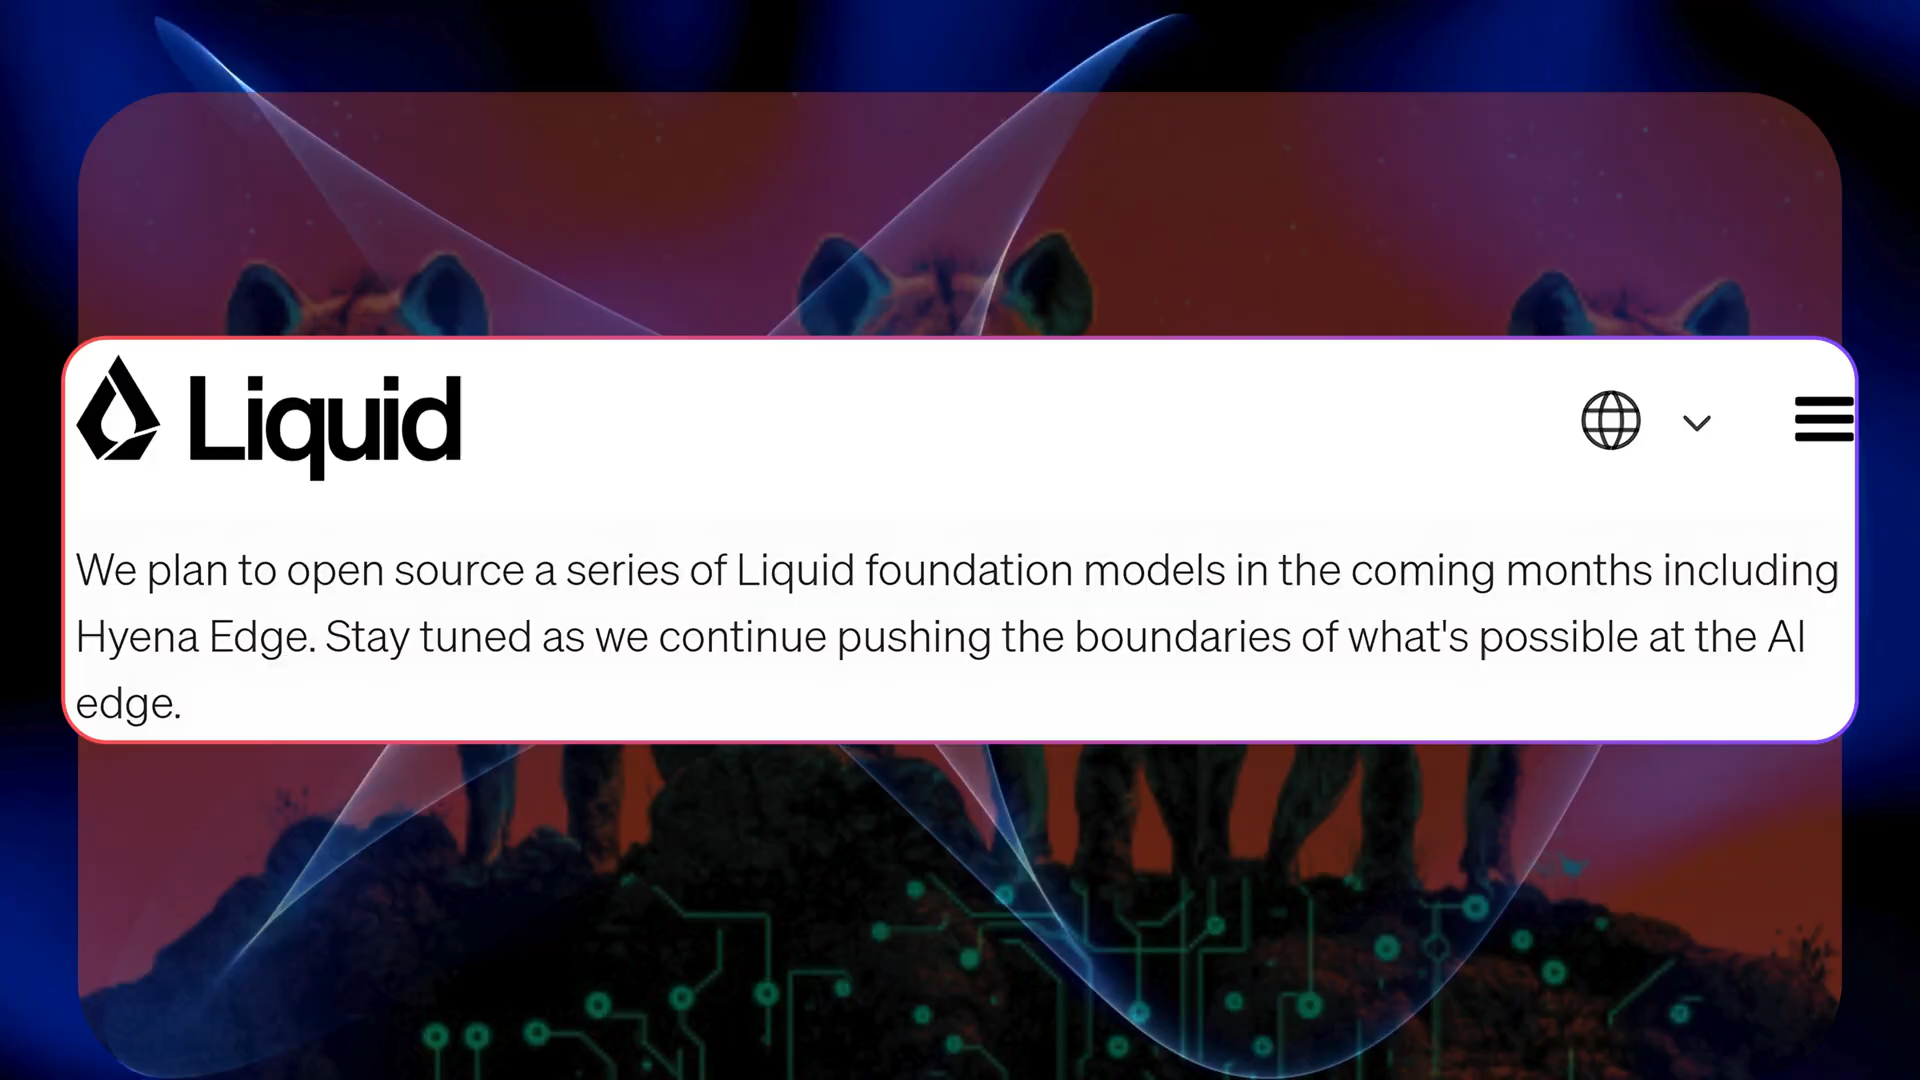 Liquid
We plan to open source a series of Liquid foundation models in the coming months including
Hyena Edge. Stay tuned as we continue pushing the boundaries of what's possible at the AI
edge.